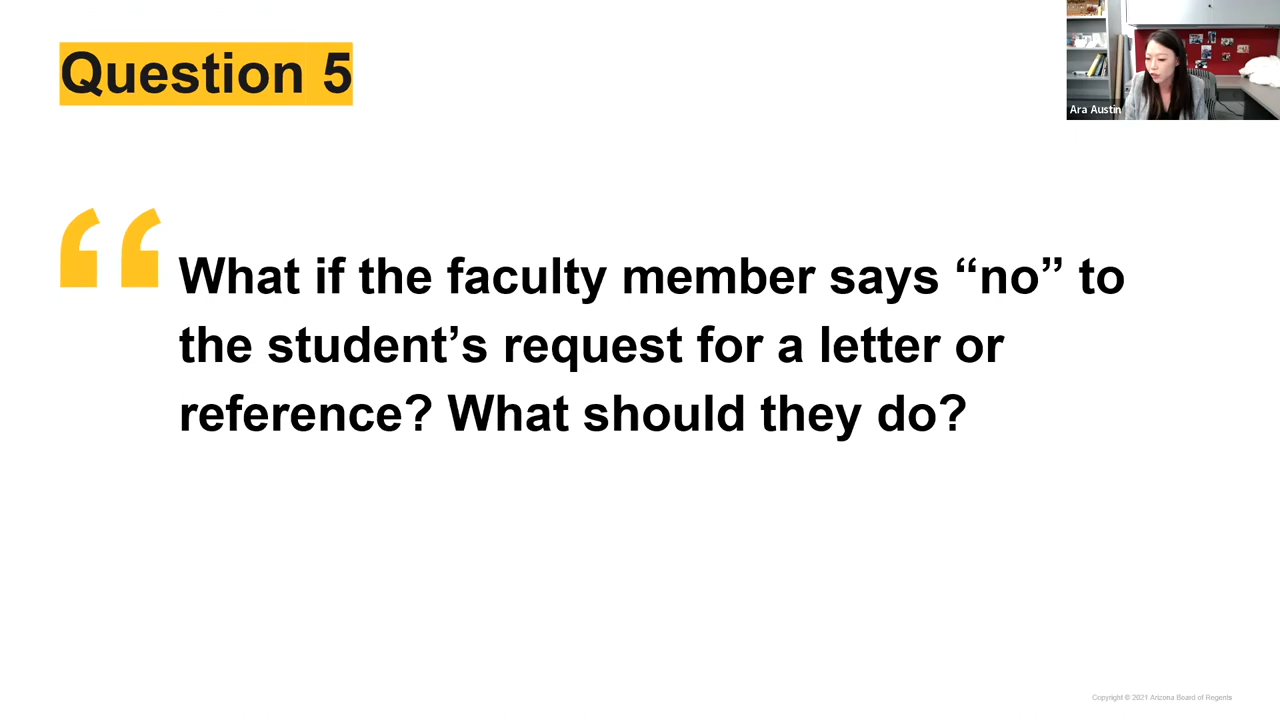 Question 5
Ara Austin
What if the faculty member says “no” to
the student’s request for a letter or
reference? What should they do?
Copyright © 2021 Arizona Board of Regents